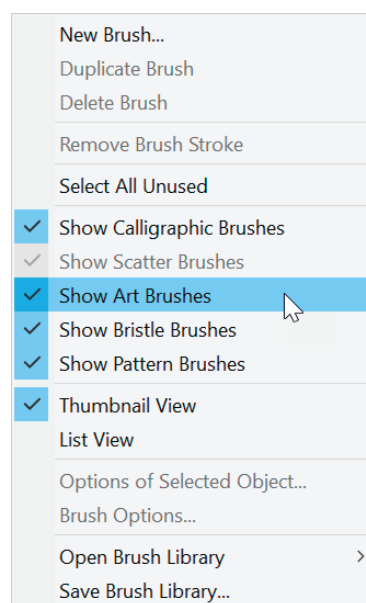 New Brush...
Duplicate Brush
Delete Brush
Remove Brush Stroke
Select All Unused
Show Calligraphic Brushes
Show Scatter Brushes
Show Art Brushes
Show Bristle Brushes
Show Pattern Brushes
Thumbnail View
List View
Options of Selected Object...
Brush Options...
Open Brush Library
Save Brush Library...